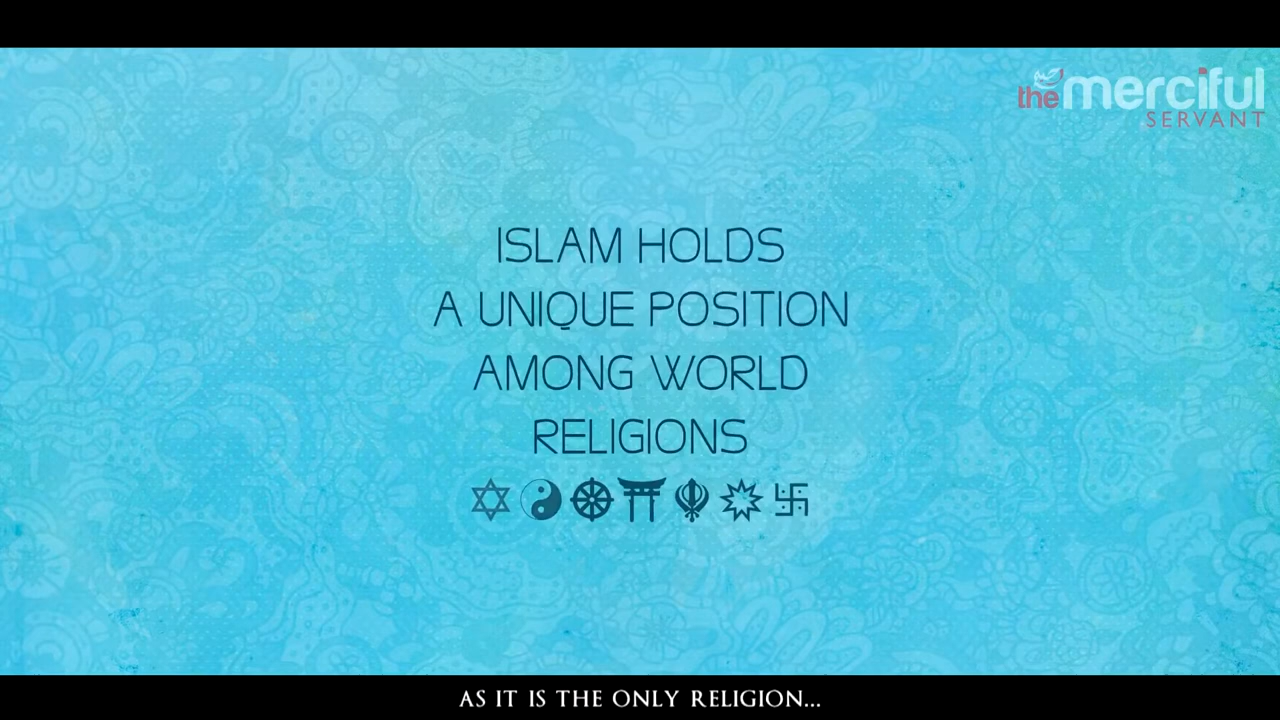 the merciful
SERVANT
ISLAM HOLDS
A UNIQUE POSITION
AMONG WORLD
RELIGIONS
AS IT IS THE ONLY RELIGION...